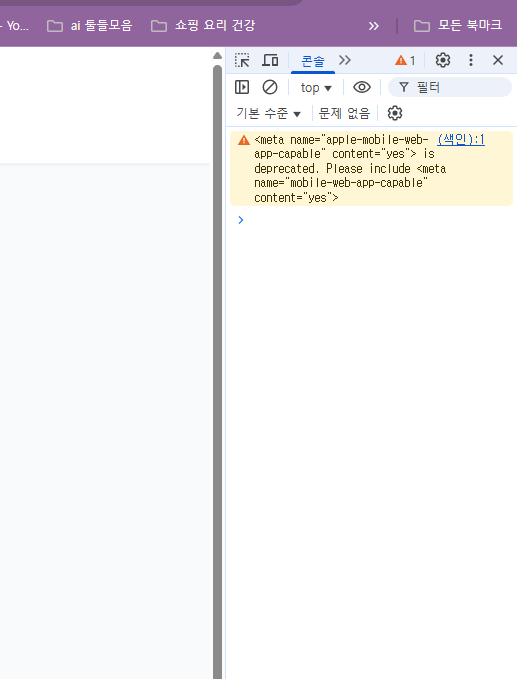 - Yo... ai 툴들모음 쇼핑 요리 건강 » 모든 북마크
콘솔 1
top 필터
기본 수준 문제 없음
<meta name="apple-mobile-web- (색인):1
app-capable" content="yes"> is
deprecated. Please include <meta
name="mobile-web-app-capable"
content="yes">